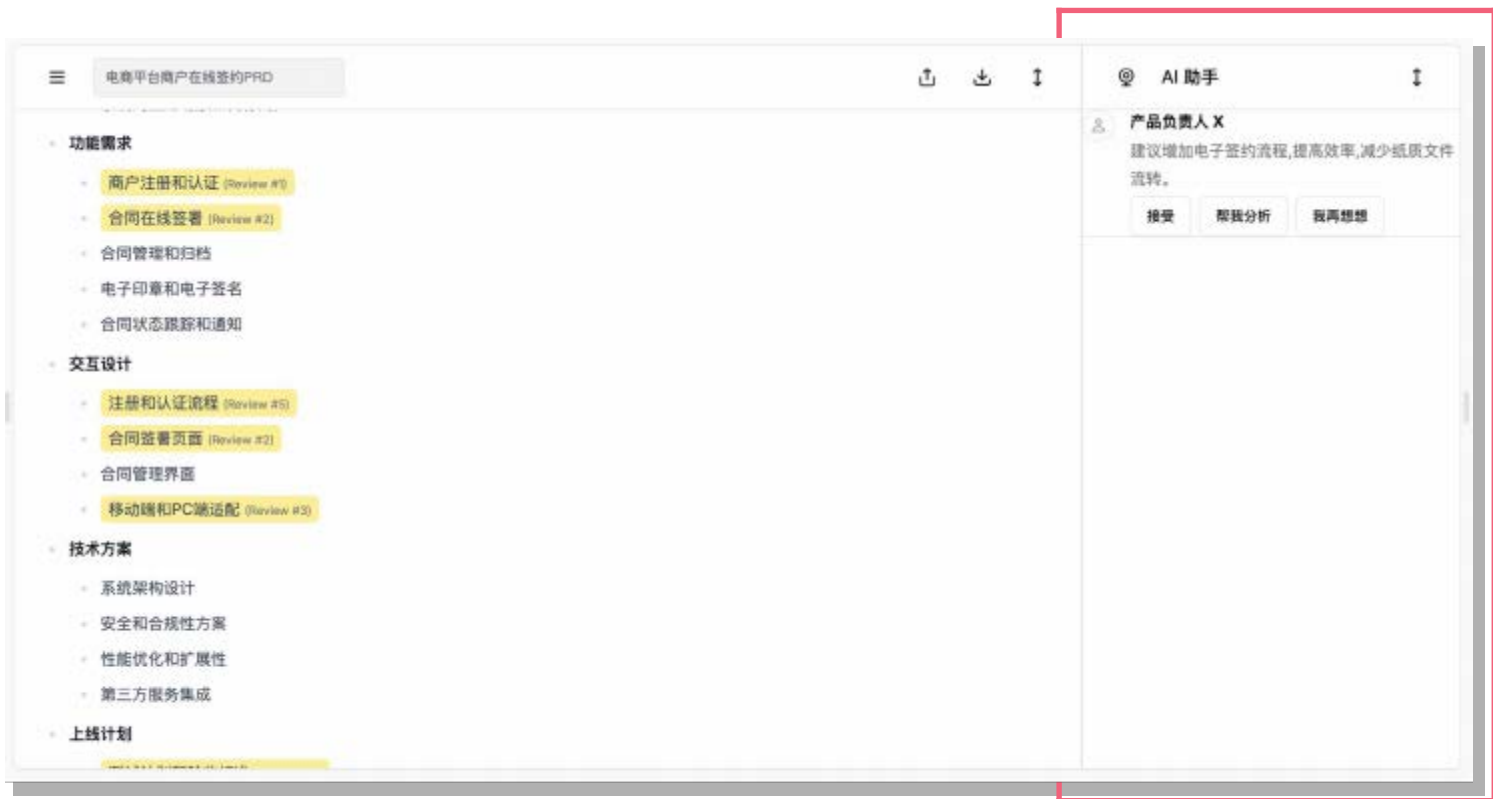 电商平台商户在线签约PRD
AI 助手
功能需求
商户注册和认证 (Review #1)
合同在线签署 (Review #2)
合同管理和归档
电子印章和电子签名
合同状态跟踪和通知
交互设计
注册和认证流程 (Review #5)
合同签署页面 (Review #2)
合同管理界面
移动端和PC端适配 (Review #3)
技术方案
系统架构设计
安全和合规性方案
性能优化和扩展性
第三方服务集成
上线计划
产品负责人 X
建议增加电子签约流程,提高效率,减少纸质文件
流转。
接受
帮我分析
我再想想